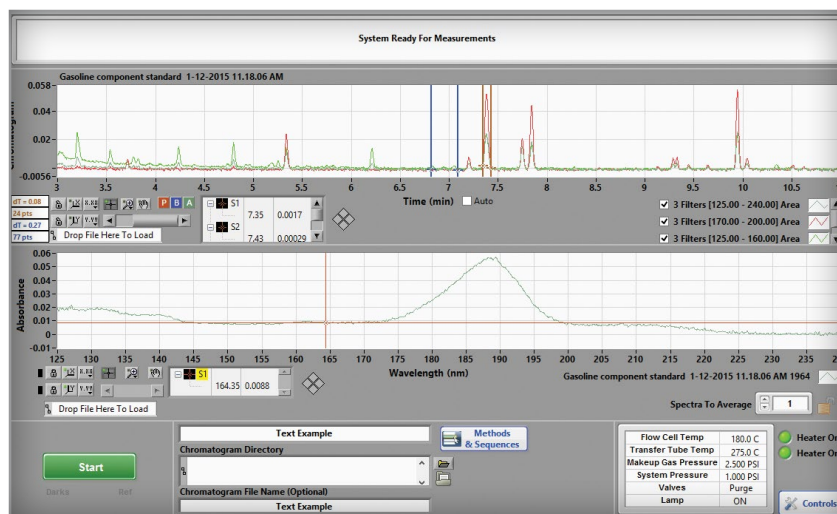 System Ready For Measurements
Gasoline component standard 1-12-2015 11.18.06 AM
Chromatogram
0.058
0.04
0.02
-0.0056
3 3.5 4 4.5 5 5.5 6 6.5 7 7.5 8 8.5 9 9.5 10 10.5
Time (min)
Auto
dT = 0.08
24 pts
dT = 0.27
77 pts
P B A
S1
7.35 0.0017
S2
7.43 0.00029
Drop File Here To Load
3 Filters [125.00 - 240.00] Area
3 Filters [170.00 - 200.00] Area
3 Filters [125.00 - 160.00] Area
Absorbance
0.06
0.05
0.04
0.03
0.02
0.01
0
-0.01
125 130 135 140 145 150 155 160 165 170 175 180 185 190 195 200 205 210 215 220 225 230 235
Wavelength (nm)
S1
164.35 0.0088
Gasoline component standard 1-12-2015 11.18.06 AM 1964
Drop File Here To Load
Spectra To Average 1
Text Example
Methods
& Sequences
Chromatogram Directory
Start
Darks Ref
Chromatogram File Name (Optional)
Text Example
Flow Cell Temp 180.0 C
Transfer Tube Temp 275.0 C
Makeup Gas Pressure 2.500 PSI
System Pressure 1.000 PSI
Valves Purge
Lamp ON
Heater On
Heater On
Controls